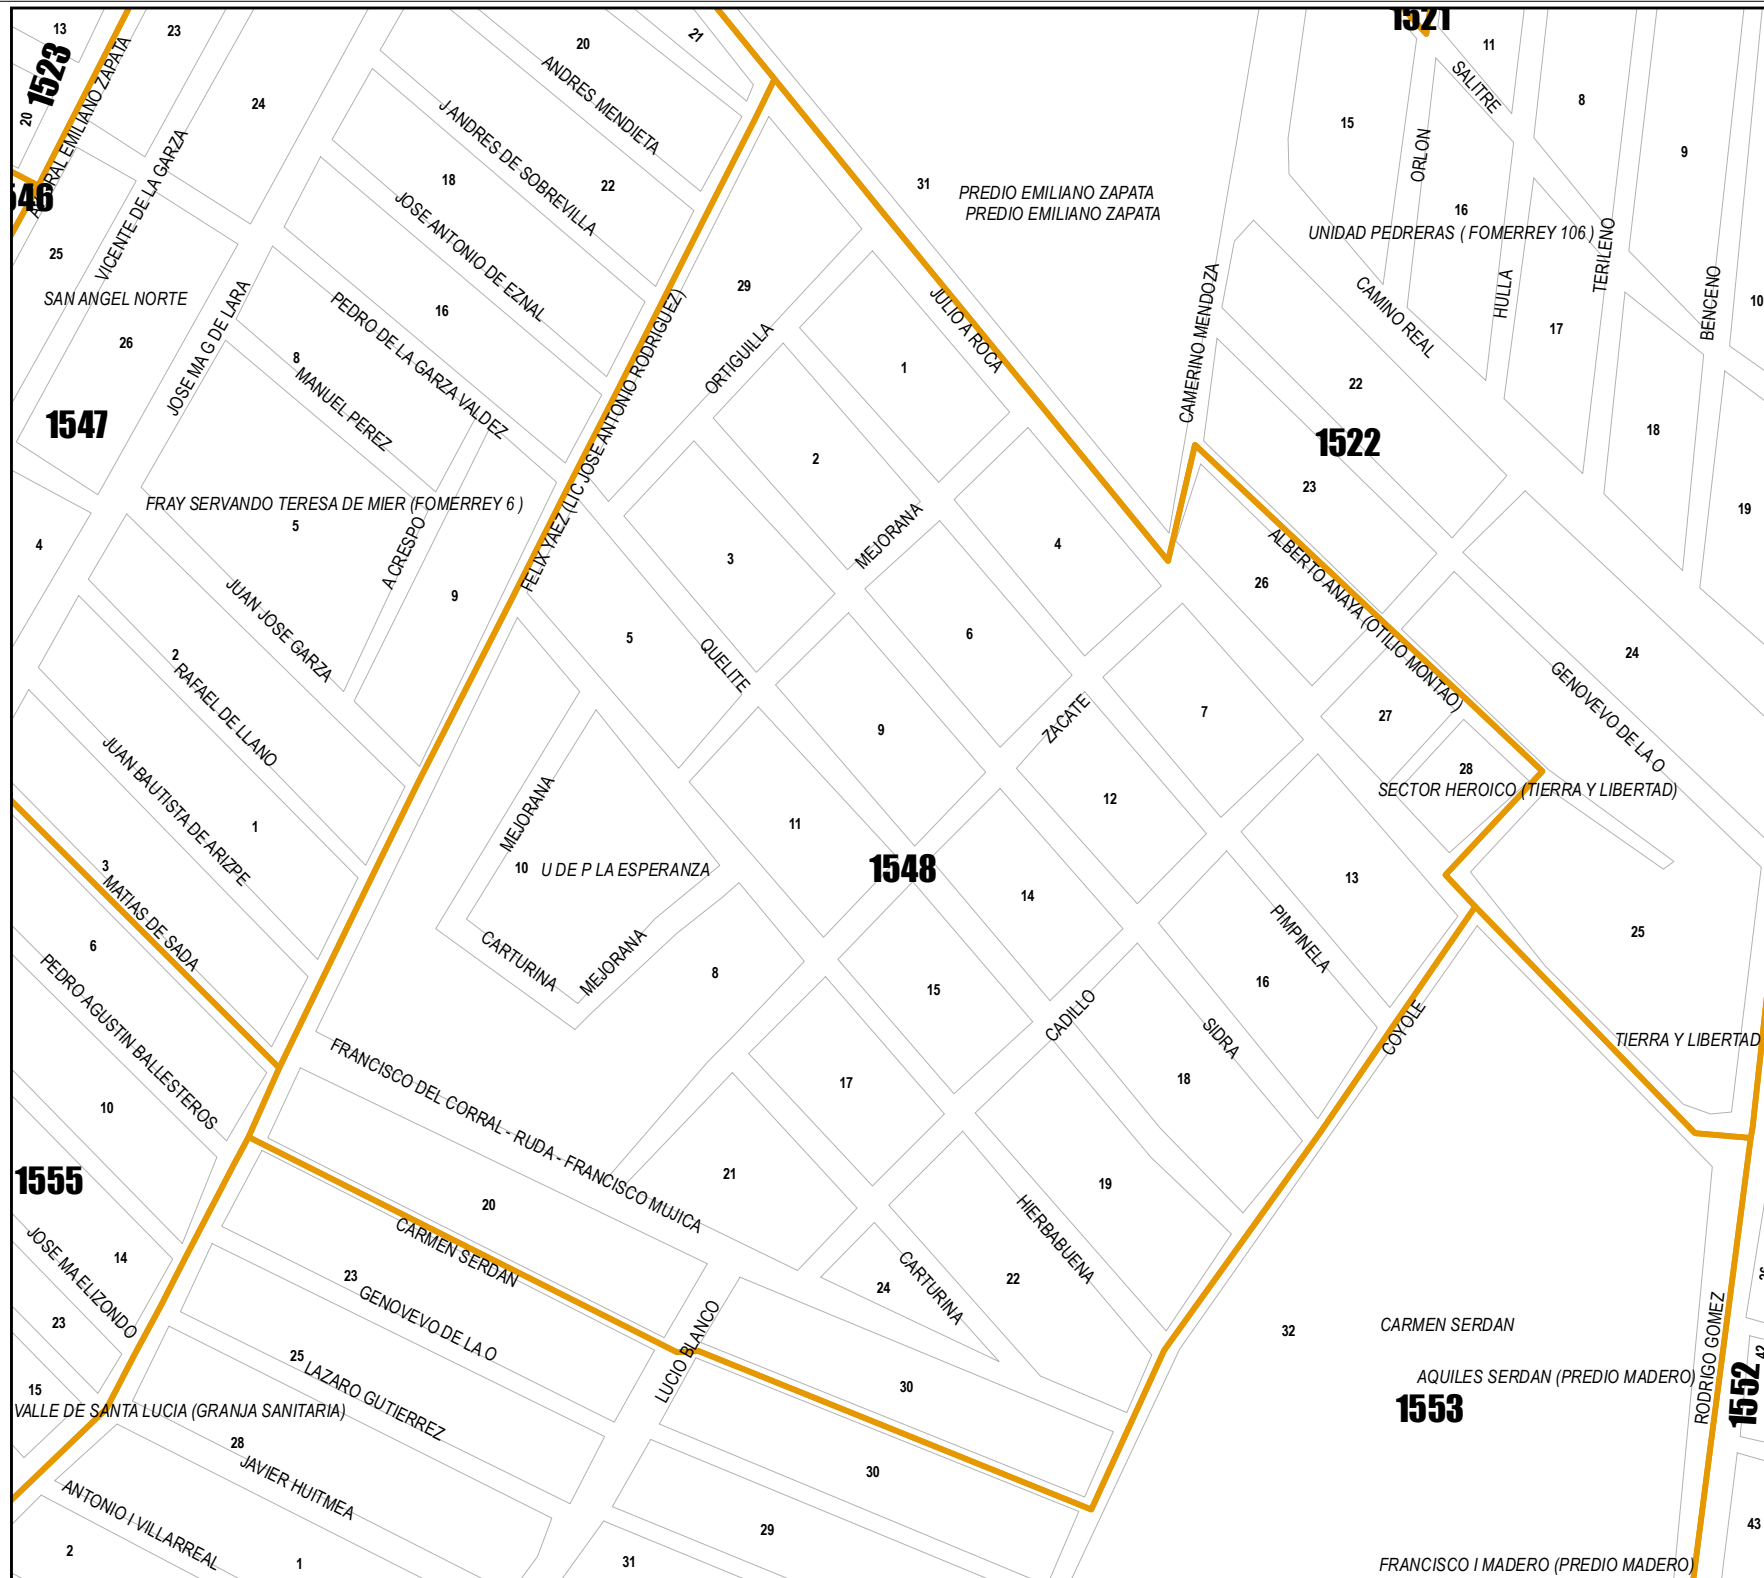 13
23
20
21
1521
11
1523
AL EMILIANO ZAPATA
ANDRES MENDIETA
SALITRE
24
J ANDRES DE SOBREVILLA
8
20
15
ORLON
9
VICENTE DE LA GARZA
18
22
31
PREDIO EMILIANO ZAPATA
PREDIO EMILIANO ZAPATA
16
UNIDAD PEDRERAS ( FOMERREY 106 )
546
JOSE ANTONIO DE EZNAL
25
SAN ANGEL NORTE
29
TERILENO
CAMERINO MENDOZA
CAMINO REAL
HULLA
BENCENO
10
JOSE MA G DE LARA
PEDRO DE LA GARZA VALDEZ
16
JULIO A ROCA
17
26
8
MANUEL PEREZ
ORTIGUILLA
1
22
1547
FELIX YAEZ (LIC JOSE ANTONIO RODRIGUEZ)
2
1522
18
FRAY SERVANDO TERESA DE MIER (FOMERREY 6 )
5
23
19
4
A CRESPO
3
MEJORANA
4
ALBERTO ANAYA (OTILIO MONTAO)
26
JUAN JOSE GARZA
9
5
QUELITE
6
24
2
RAFAEL DE LLANO
GENOVEVO DE LA O
ZACATE
7
27
9
JUAN BAUTISTA DE ARIZPE
28
SECTOR HEROICO (TIERRA Y LIBERTAD)
1
MEJORANA
11
12
3
MATIAS DE SADA
10
U DE P LA ESPERANZA
1548
14
13
6
PEDRO AGUSTIN BALLESTEROS
CARTURINA
MEJORANA
8
15
PIMPINELA
16
25
CADILLO
SIDRA
COYOLE
TIERRA Y LIBERTAD
FRANCISCO DEL CORRAL - RUDA - FRANCISCO MUJICA
17
18
10
1555
21
19
20
CARMEN SERDAN
HIERBABUENA
JOSE MA ELIZONDO
14
23
GENOVEVO DE LA O
24
CARTURINA
22
23
LUCIO BLANCO
32
CARMEN SERDAN
RODRIGO GOMEZ
25
LAZARO GUTIERREZ
30
AQUILES SERDAN (PREDIO MADERO)
1552
15
VALLE DE SANTA LUCIA (GRANJA SANITARIA)
1553
28
JAVIER HUITMEA
30
ANTONIO I VILLARREAL
29
43
2
1
31
FRANCISCO I MADERO (PREDIO MADERO)